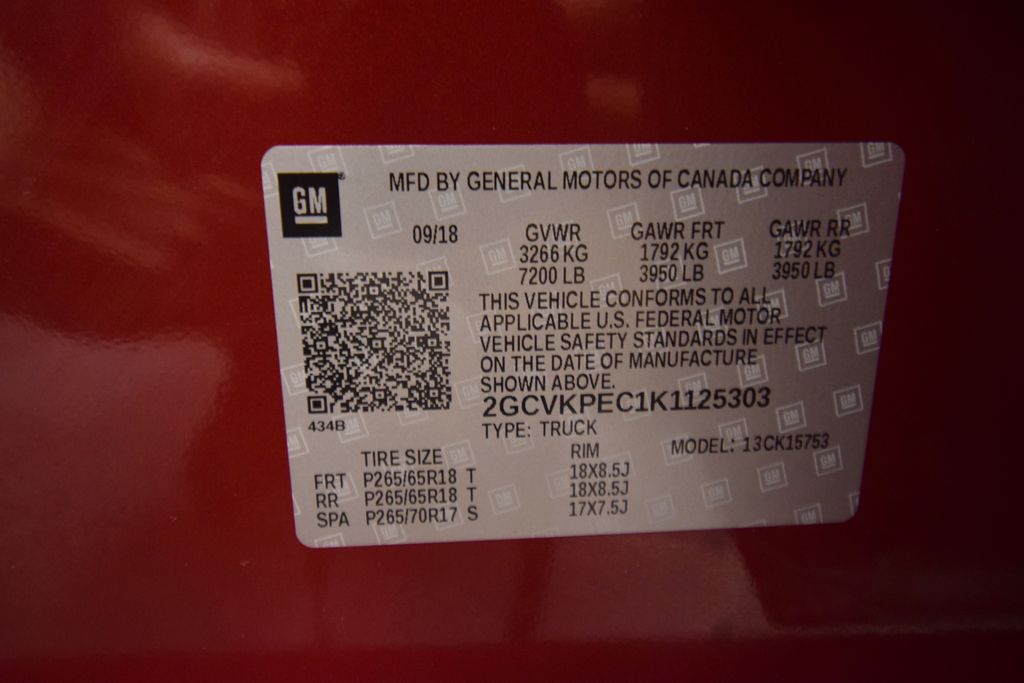 GM
MFD BY GENERAL MOTORS OF CANADA COMPANY
09/18
GVWR GAWR FRT GAWR RR
3266 KG 1792 KG 1792 KG
7200 LB 3950 LB 3950 LB
THIS VEHICLE CONFORMS TO ALL
APPLICABLE U.S. FEDERAL MOTOR
VEHICLE SAFETY STANDARDS IN EFFECT
ON THE DATE OF MANUFACTURE
SHOWN ABOVE.
2GCVKPEC1K1125303
434B
TYPE: TRUCK
MODEL: 13CK15753
TIRE SIZE RIM
FRT P265/65R18 T 18X8.5J
RR P265/65R18 T 18X8.5J
SPA P265/70R17 S 17X7.5J